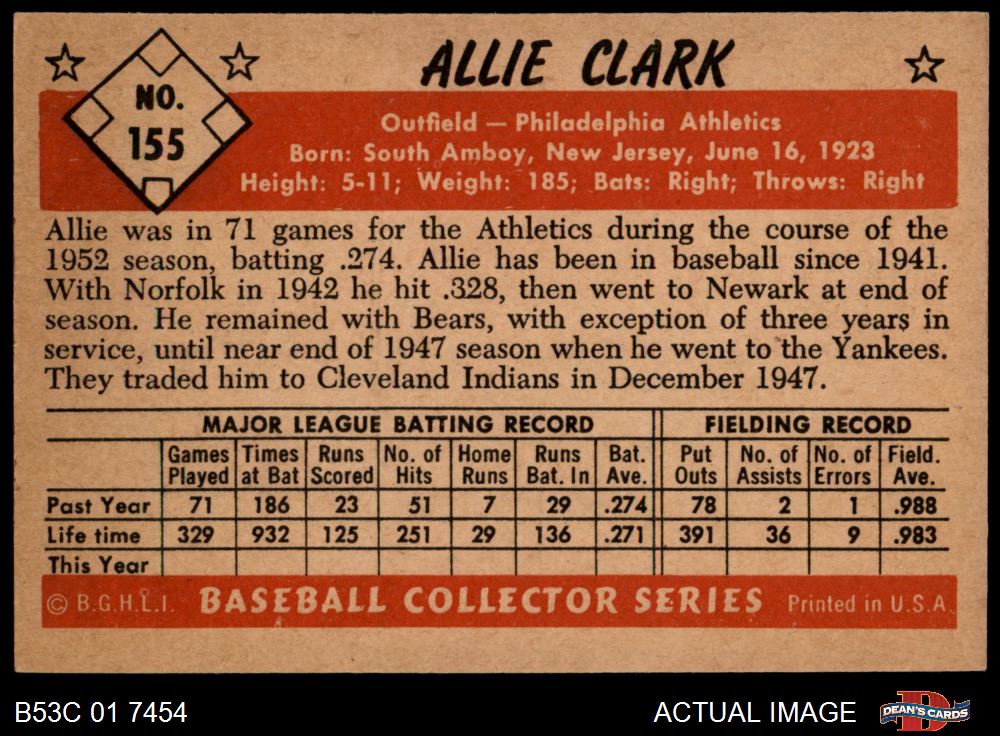 NO.
155
ALLIE CLARK
Outfield — Philadelphia Athletics
Born: South Amboy, New Jersey, June 16, 1923
Height: 5-11; Weight: 185; Bats: Right; Throws: Right
Allie was in 71 games for the Athletics during the course of the
1952 season, batting .274. Allie has been in baseball since 1941.
With Norfolk in 1942 he hit .328, then went to Newark at end of
season. He remained with Bears, with exception of three years in
service, until near end of 1947 season when he went to the Yankees.
They traded him to Cleveland Indians in December 1947.
MAJOR LEAGUE BATTING RECORD FIELDING RECORD
Games Times Runs No. of Home Runs Bat. Put No. of No. of Field.
Played at Bat Scored Hits Runs Bat. In Ave. Outs Assists Errors Ave.
Past Year 71 186 23 51 7 29 .274 78 2 1 .988
Life time 329 932 125 251 29 136 .271 391 36 9 .983
This Year
© B.G.H.L.I. BASEBALL COLLECTOR SERIES Printed in U.S.A.
B53C 01 7454 ACTUAL IMAGE DEAN'S CARDS